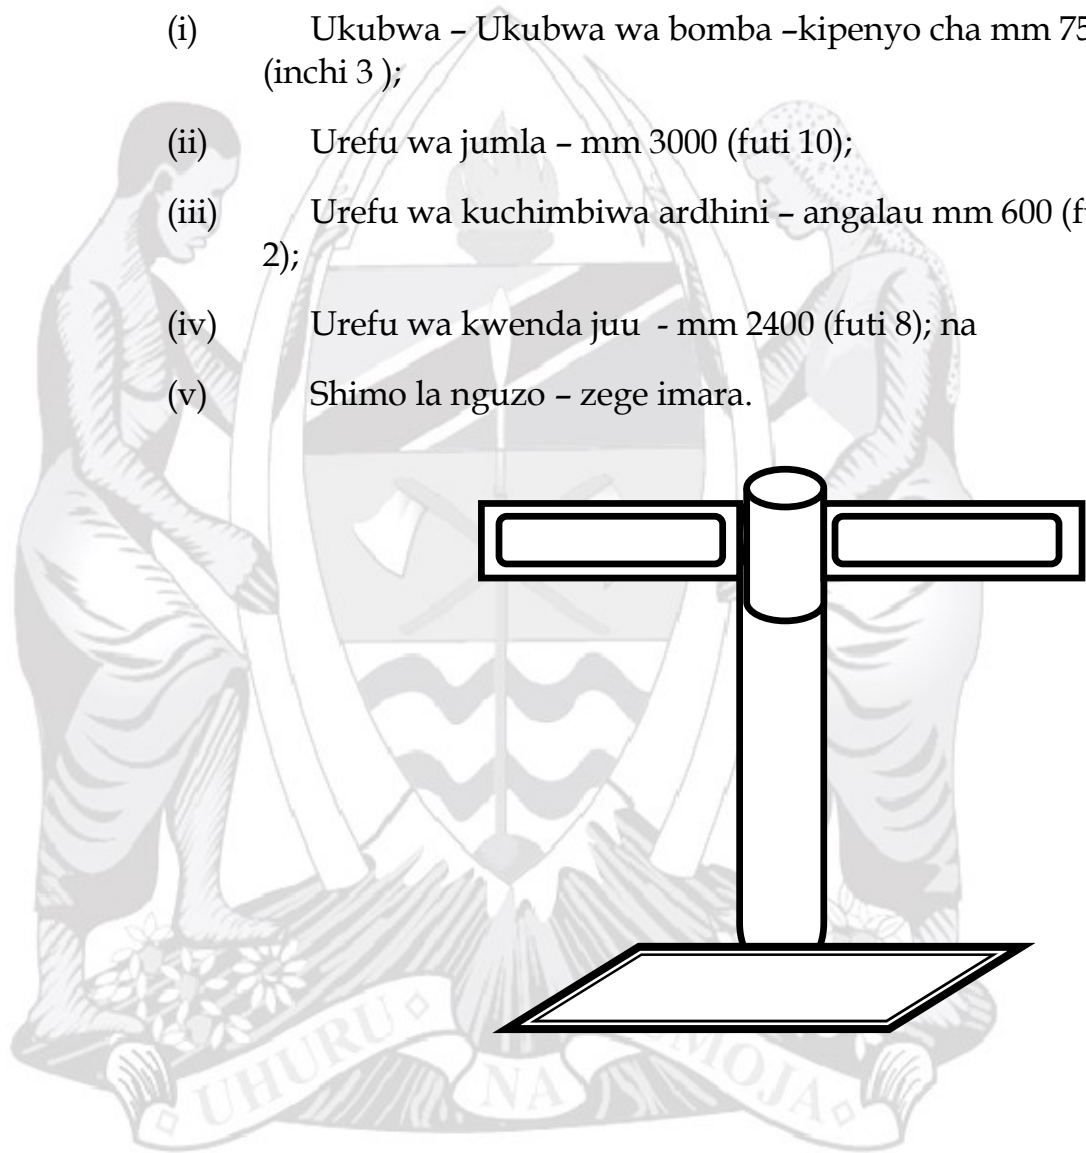 (i) Ukubwa – Ukubwa wa bomba –kipenyo cha mm 75
(inchi 3 );
(ii) Urefu wa jumla – mm 3000 (futi 10);
(iii) Urefu wa kuchimbiwa ardhini – angalau mm 600
2);
(iv) Urefu wa kwenda juu - mm 2400 (futi 8); na
(v) Shimo la nguzo – zege imara.
UHURU NA MOJA